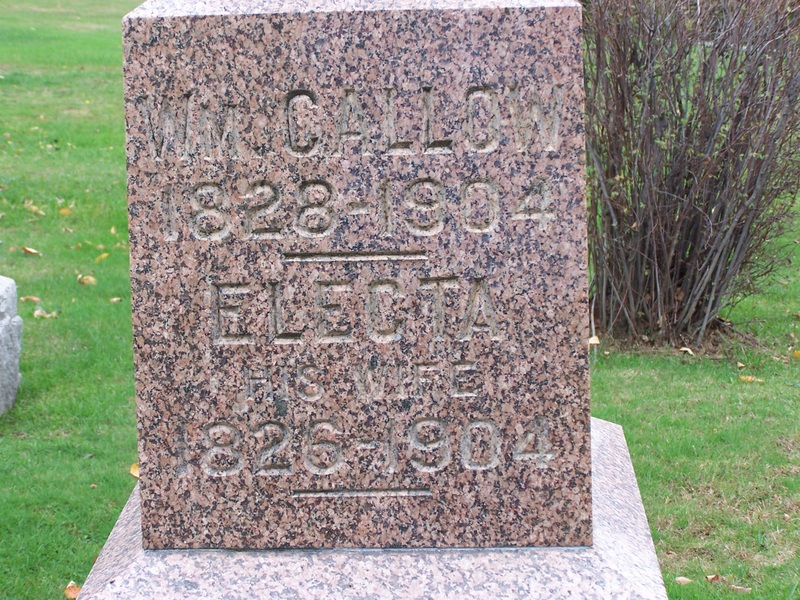 WM. CALLOW
1828-1904
ELECTA
HIS WIFE
1826-1904